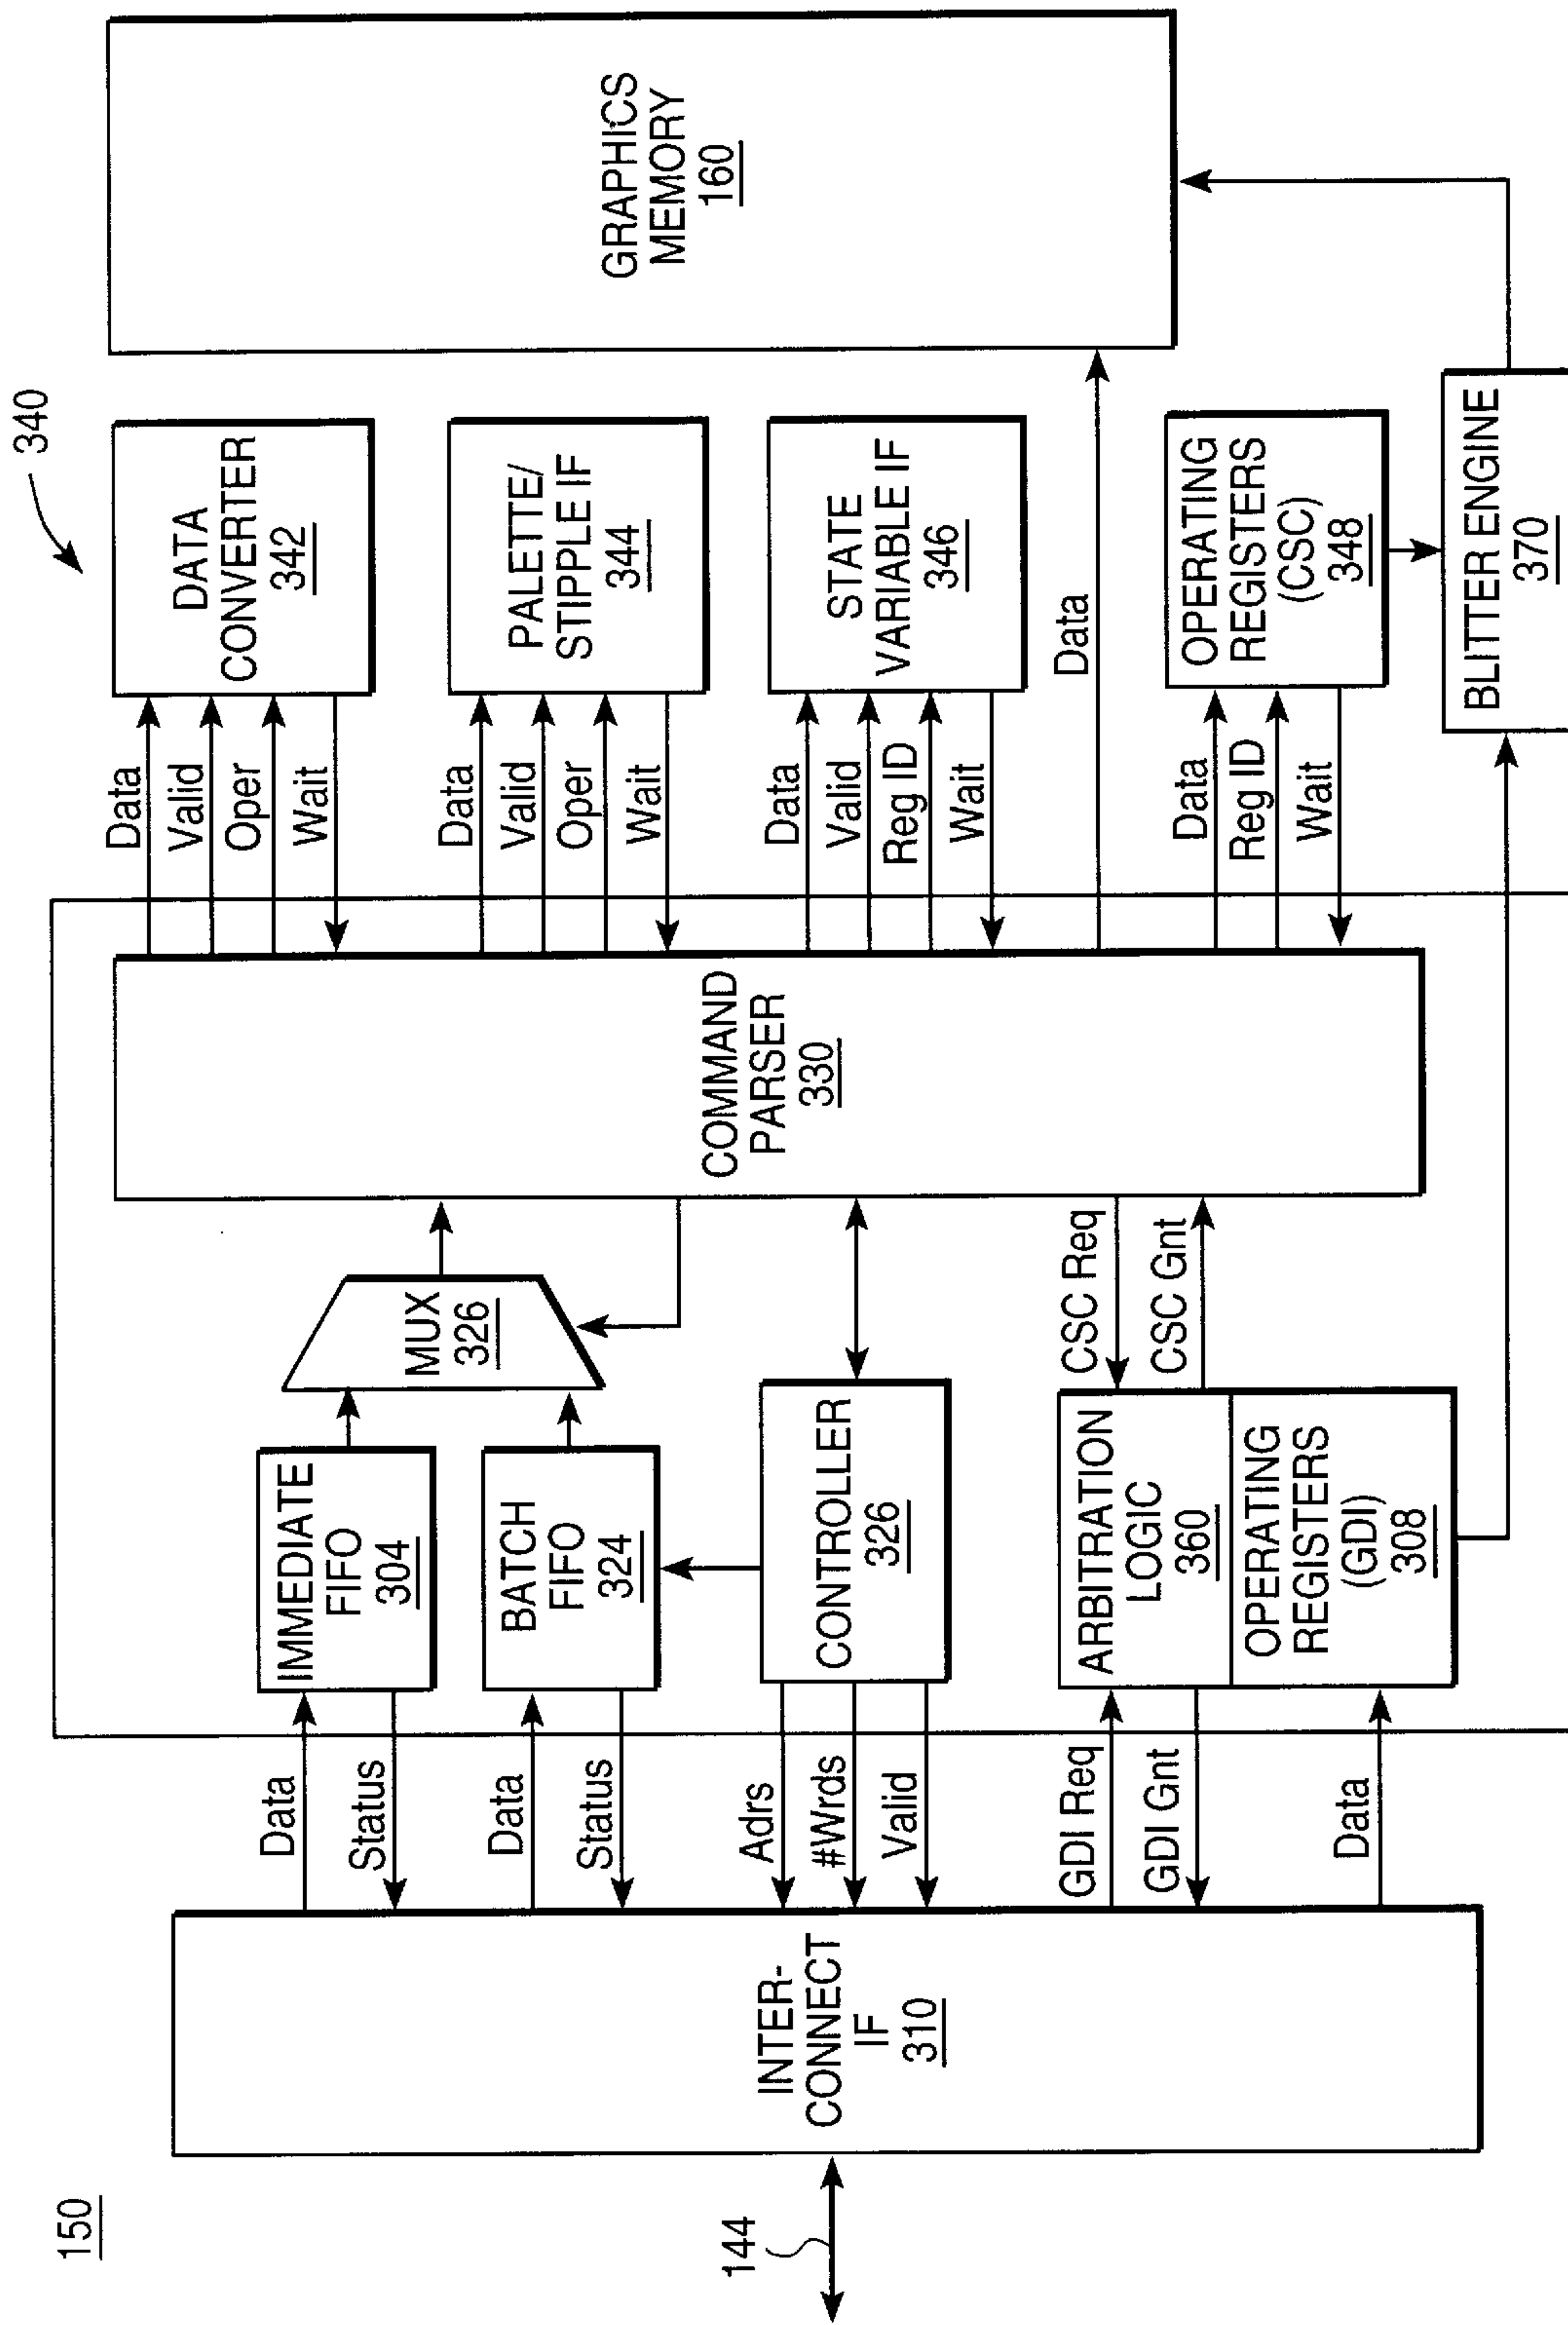 150
144
INTER-
CONNECT
IF
310
Data
Status
Data
Status
Adrs
#Wrds
Valid
GDI Req
GDI Gnt
Data
IMMEDIATE
FIFO
304
BATCH
FIFO
324
MUX
326
CONTROLLER
326
ARBITRATION
LOGIC
360
OPERATING
REGISTERS
(GDI)
308
CSC Req
CSC Gnt
COMMAND
PARSER
330
Data
Valid
Oper
Wait
Data
Valid
Oper
Wait
Data
Valid
Reg ID
Wait
Data
Data
Reg ID
Wait
340
DATA
CONVERTER
342
PALETTE/
STIPPLE IF
344
STATE
VARIABLE IF
346
OPERATING
REGISTERS
(CSC)
348
BLITTER ENGINE
370
GRAPHICS
MEMORY
160